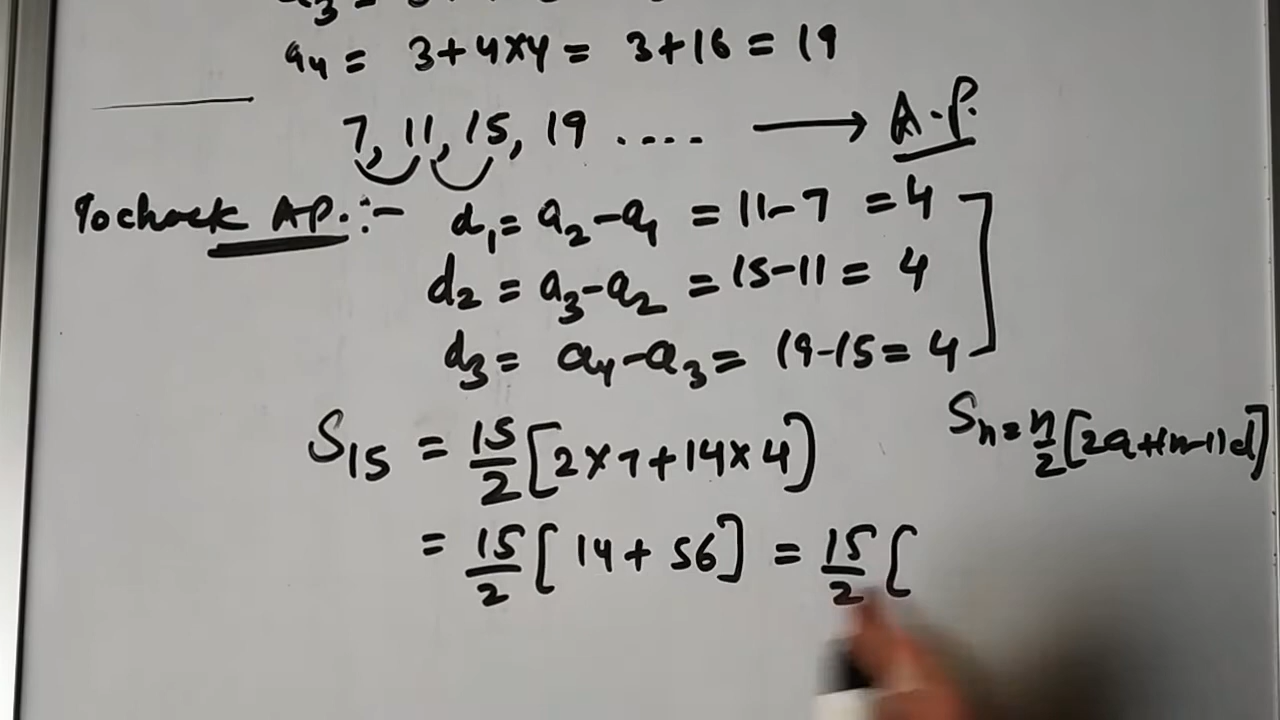 a₃ =
a₄ = 3+4×4 = 3+16 = 19
7, 11, 15, 19 .... → A.P.
To check AP. :- d₁ = a₂-a₁ = 11-7 = 4
d₂ = a₃-a₂ = 15-11 = 4
d₃ = a₄-a₃ = 19-15 = 4
S₁₅ = 15/2 [2×7+14×4]
Sₙ = n/2 [2a+(n-1)d]
= 15/2 [14+56] = 15/2 [